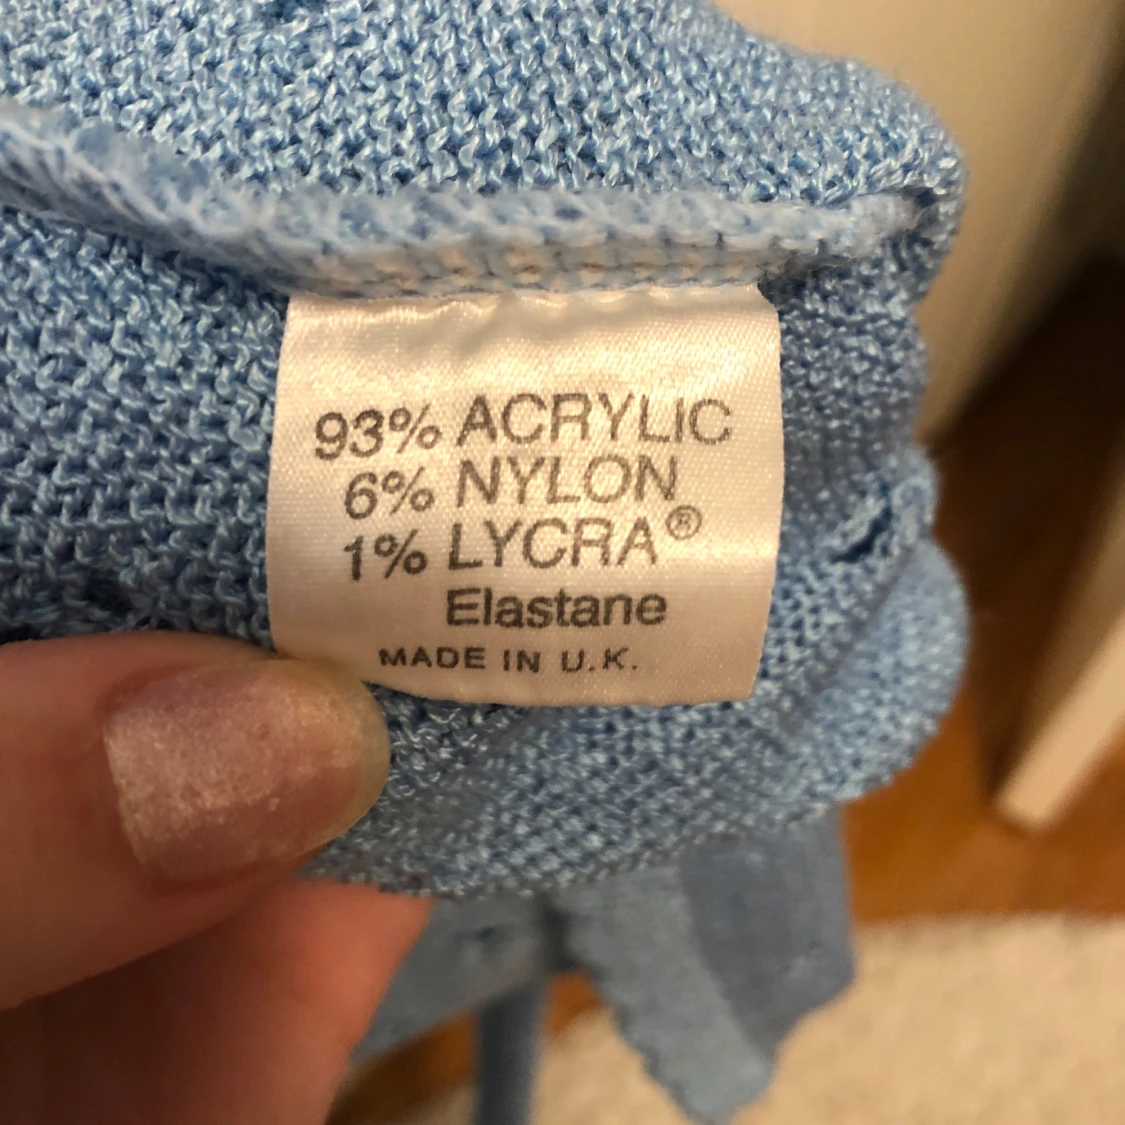 93% ACRYLIC
6% NYLON
1% LYCRA®
Elastane
MADE IN U.K.